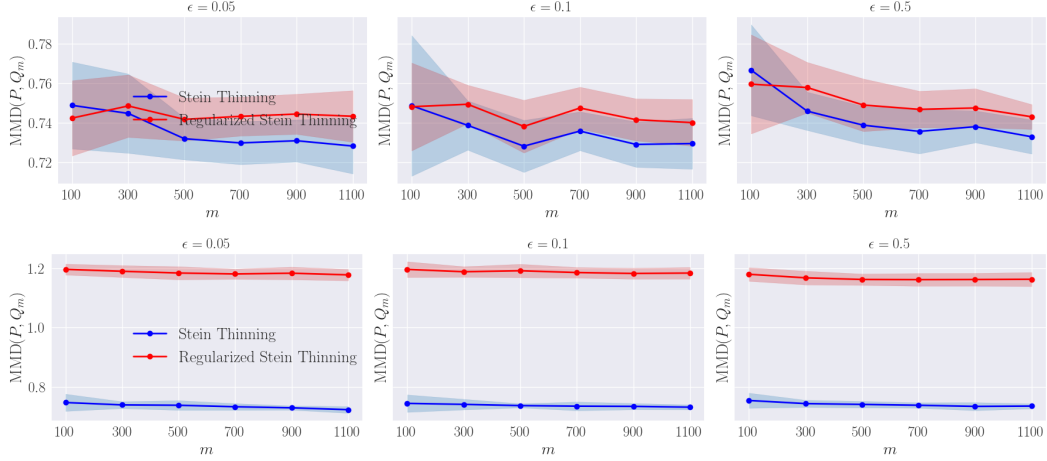 ϵ = 0.05
MMD(P, Q_m)
0.78
0.76
0.74
0.72
Stein Thinning
Regularized Stein Thinning
100 300 500 700 900 1100
m
ϵ = 0.1
MMD(P, Q_m)
100 300 500 700 900 1100
m
ϵ = 0.5
MMD(P, Q_m)
100 300 500 700 900 1100
m
ϵ = 0.05
MMD(P, Q_m)
1.2
1.0
0.8
Stein Thinning
Regularized Stein Thinning
100 300 500 700 900 1100
m
ϵ = 0.1
MMD(P, Q_m)
100 300 500 700 900 1100
m
ϵ = 0.5
MMD(P, Q_m)
100 300 500 700 900 1100
m